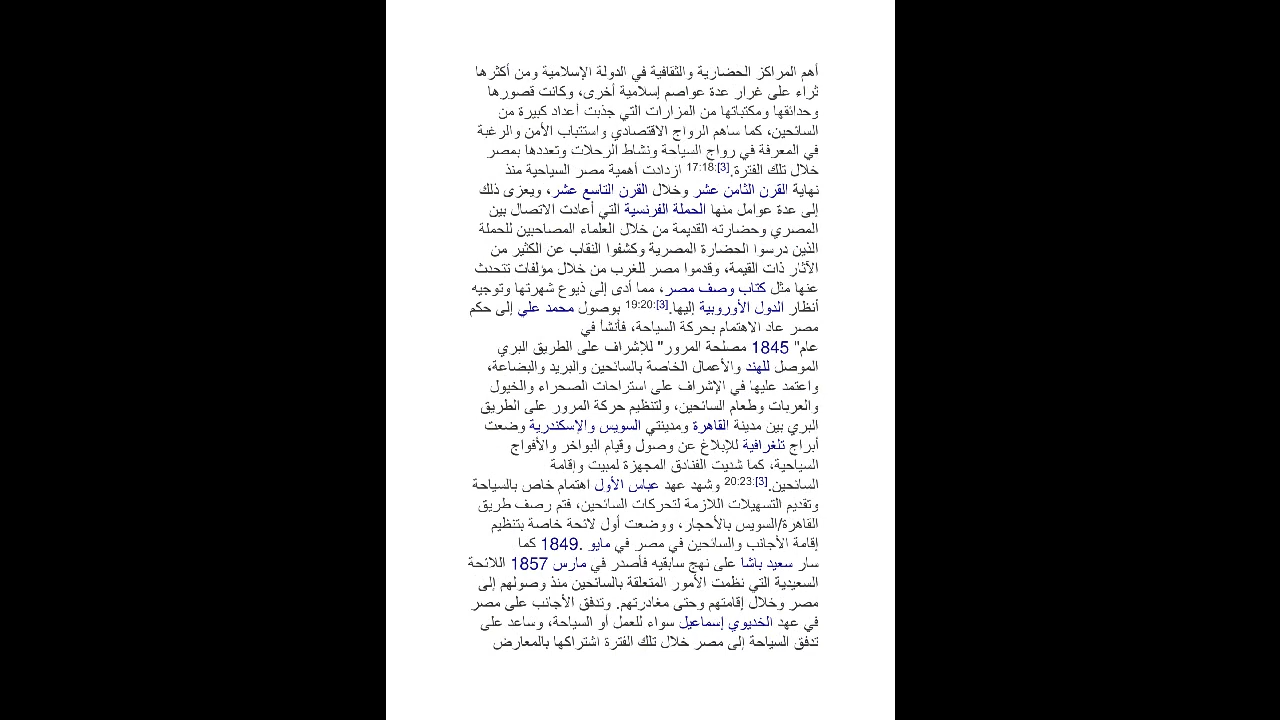 أهم المراكز الحضارية والثقافية في الدولة الإسلامية ومن أكثرها
ثراء على غرار عدة عواصم إسلامية أخرى، وكانت قصورها
وحدائقها ومكتباتها من المزارات التي جذبت أعداد كبيرة من
السائحين، كما ساهم الرواج الاقتصادي واستتباب الأمن والرغبة
في المعرفة في رواج السياحة ونشاط الرحلات وتعددها بمصر
خلال تلك الفترة.[3]:17:18 ازدادت أهمية مصر السياحية منذ
نهاية القرن الثامن عشر وخلال القرن التاسع عشر، ويعزى ذلك
إلى عدة عوامل منها الحملة الفرنسية التي أعادت الاتصال بين
المصري وحضارته القديمة من خلال العلماء المصاحبين للحملة
الذين درسوا الحضارة المصرية وكشفوا النقاب عن الكثير من
الآثار ذات القيمة، وقدموا مصر للغرب من خلال مؤلفات تتحدث
عنها مثل كتاب وصف مصر، مما أدى إلى ذيوع شهرتها وتوجيه
أنظار الدول الأوروبية إليها.[3]:19:20 بوصول محمد علي إلى حكم
مصر عاد الاهتمام بحركة السياحة، فأنشأ في
عام" 1845 مصلحة المرور" للإشراف على الطريق البري
الموصل للهند والأعمال الخاصة بالسائحين والبريد والبضاعة،
واعتمد عليها في الإشراف على استراحات الصحراء والخيول
والعربات وطعام السائحين، ولتنظيم حركة المرور على الطريق
البري بين مدينة القاهرة ومدينتي السويس والإسكندرية وضعت
أبراج تلغرافية للإبلاغ عن وصول وقيام البواخر والأفواج
السياحية، كما شديت الفنادق المجهزة لمبيت وإقامة
السائحين.[3]:20:23 وشهد عهد عباس الأول اهتمام خاص بالسياحة
وتقديم التسهيلات اللازمة لتحركات السائحين، فتم رصف طريق
القاهرة/السويس بالأحجار، ووضعت أول لائحة خاصة بتنظيم
إقامة الأجانب والسائحين في مصر في مايو .1849 كما
سار سعيد باشا على نهج سابقيه فأصدر في مارس 1857 اللائحة
السعيدية التي نظمت الأمور المتعلقة بالسائحين منذ وصولهم إلى
مصر وخلال إقامتهم وحتى مغادرتهم. وتدفق الأجانب على مصر
في عهد الخديوي إسماعيل سواء للعمل او السياحة، وساعد على
تدفق السياحة إلى مصر خلال تلك الفترة اشتراكها بالمعارض